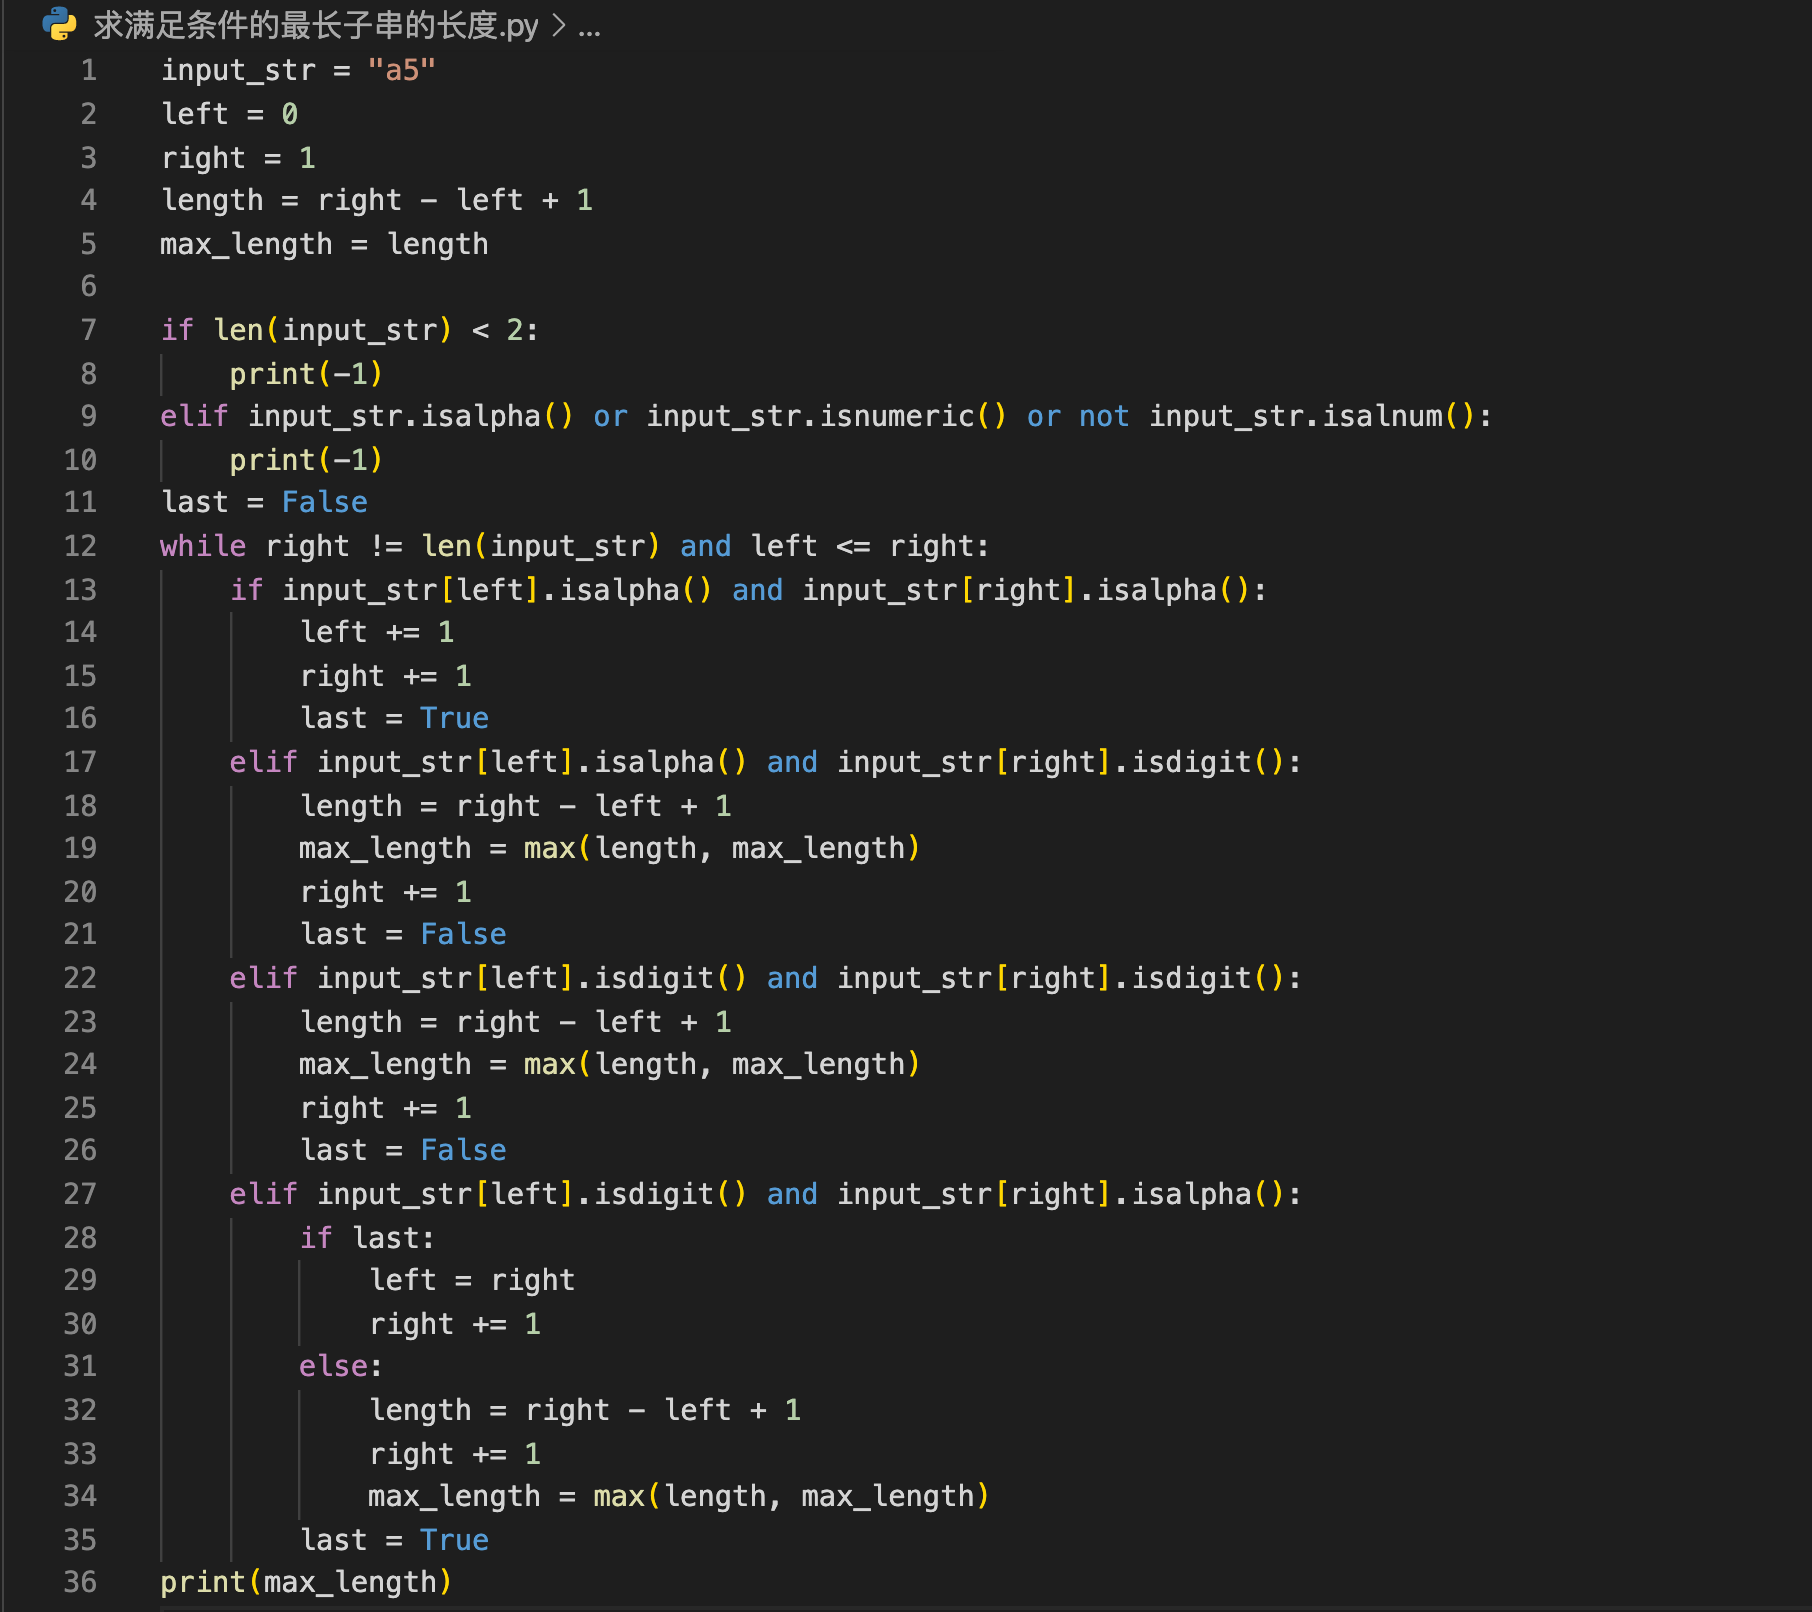 求满足条件的最长子串的长度.py > ...
1 input_str = "a5"
2 left = 0
3 right = 1
4 length = right - left + 1
5 max_length = length
6
7 if len(input_str) < 2:
8     print(-1)
9 elif input_str.isalpha() or input_str.isnumeric() or not input_str.isalnum():
10     print(-1)
11 last = False
12 while right != len(input_str) and left <= right:
13     if input_str[left].isalpha() and input_str[right].isalpha():
14         left += 1
15         right += 1
16         last = True
17     elif input_str[left].isalpha() and input_str[right].isdigit():
18         length = right - left + 1
19         max_length = max(length, max_length)
20         right += 1
21         last = False
22     elif input_str[left].isdigit() and input_str[right].isdigit():
23         length = right - left + 1
24         max_length = max(length, max_length)
25         right += 1
26         last = False
27     elif input_str[left].isdigit() and input_str[right].isalpha():
28         if last:
29             left = right
30             right += 1
31         else:
32             length = right - left + 1
33             right += 1
34             max_length = max(length, max_length)
35         last = True
36 print(max_length)